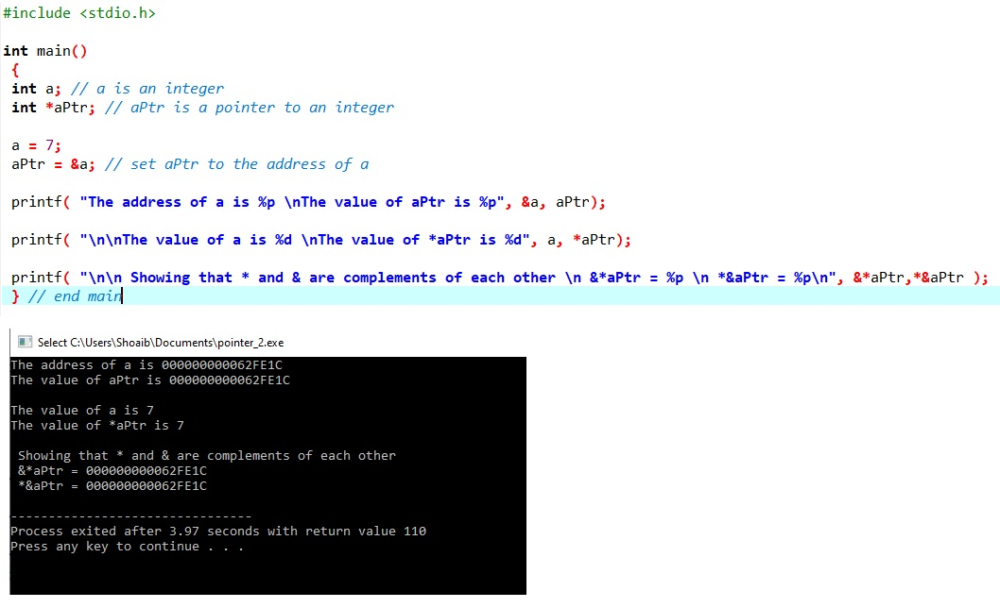 #include <stdio.h>
int main()
{
int a; // a is an integer
int *aPtr; // aPtr is a pointer to an integer
a = 7;
aPtr = &a; // set aPtr to the address of a
printf( "The address of a is %p \nThe value of aPtr is %p", &a, aPtr);
printf( "\n\nThe value of a is %d \nThe value of *aPtr is %d", a, *aPtr);
printf( "\n\n Showing that * and & are complements of each other \n &*aPtr = %p \n *&aPtr = %p\n", &*aPtr,*&aPtr );
} // end main
Select C:\Users\Shoaib\Documents\pointer_2.exe
The address of a is 000000000062FE1C
The value of aPtr is 000000000062FE1C
The value of a is 7
The value of *aPtr is 7
Showing that * and & are complements of each other
&*aPtr = 000000000062FE1C
*&aPtr = 000000000062FE1C
--------------------------------
Process exited after 3.97 seconds with return value 110
Press any key to continue . . .